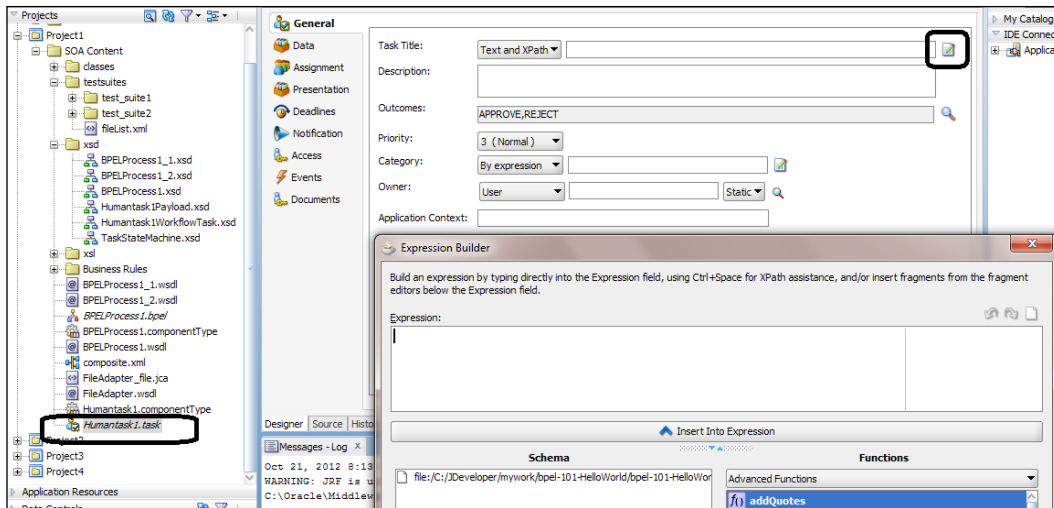 Projects
Project1
SOA Content
classes
testsuites
test_suite1
test_suite2
fileList.xml
xsd
BPELProcess1_1.xsd
BPELProcess1_2.xsd
BPELProcess1.xsd
Humantask1Payload.xsd
Humantask1WorkflowTask.xsd
TaskStateMachine.xsd
xsl
Business Rules
BPELProcess1_1.wsdl
BPELProcess1_2.wsdl
BPELProcess1.bpel
BPELProcess1.componentType
BPELProcess1.wsdl
composite.xml
FileAdapter_file.jca
FileAdapter.wsdl
Humantask1.componentType
Humantask1.task
Project2
Project3
Project4
Application Resources
General
Data
Assignment
Presentation
Deadlines
Notification
Access
Events
Documents
Task Title: Text and XPath
Description:
Outcomes: APPROVE,REJECT
Priority: 3 (Normal)
Category: By expression
Owner: User Static
Application Context:
My Catalog
IDE Connec
Applica
Expression Builder
Build an expression by typing directly into the Expression field, using Ctrl+Space for XPath assistance, and/or insert fragments from the fragment
editors below the Expression field.
Expression:
Insert Into Expression
Schema Functions
file:/C:/JDeveloper/mywork/bpel-101-HelloWorld/bpel-101-HelloWor
Advanced Functions
f() addQuotes
Designer Source Histo
Messages - Log x
Oct 21, 2012 8:13
WARNING: JRF is u
C:\Oracle\Middlew